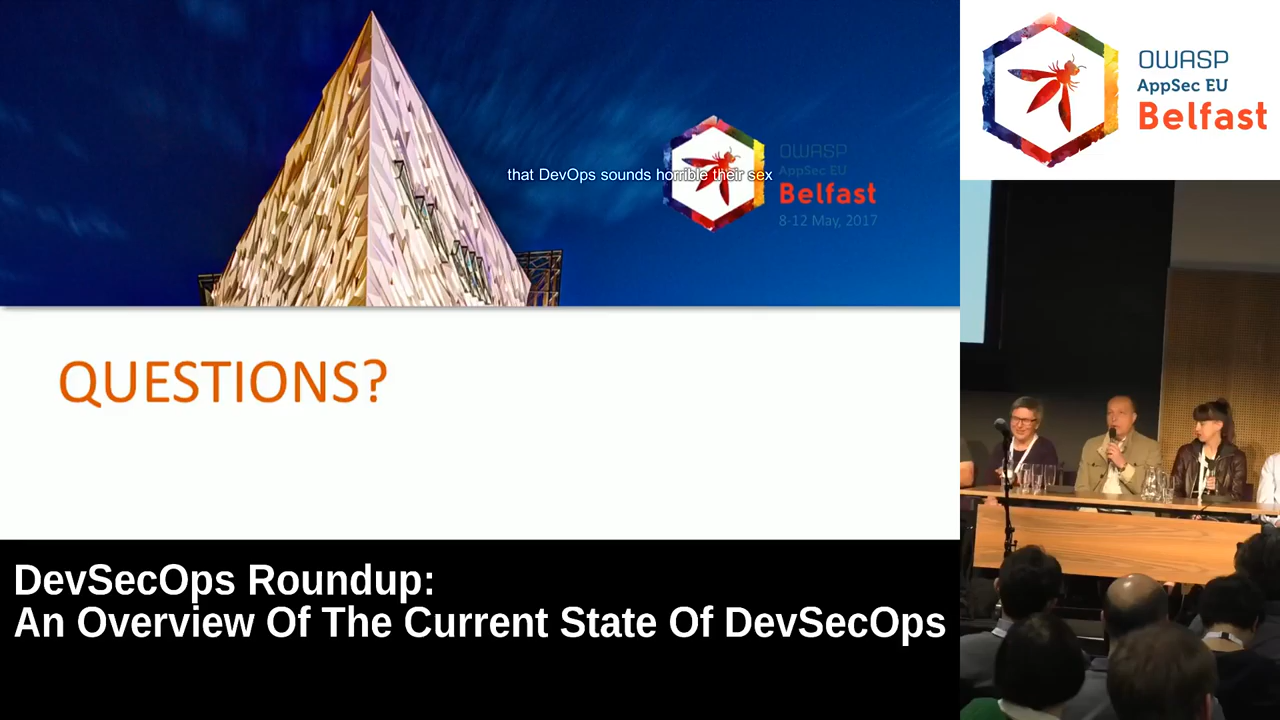 OWASP
AppSec EU
Belfast
8-12 May, 2017
that DevOps sounds horrible their sex
QUESTIONS?
DevSecOps Roundup:
An Overview Of The Current State Of DevSecOps
OWASP
AppSec EU
Belfast